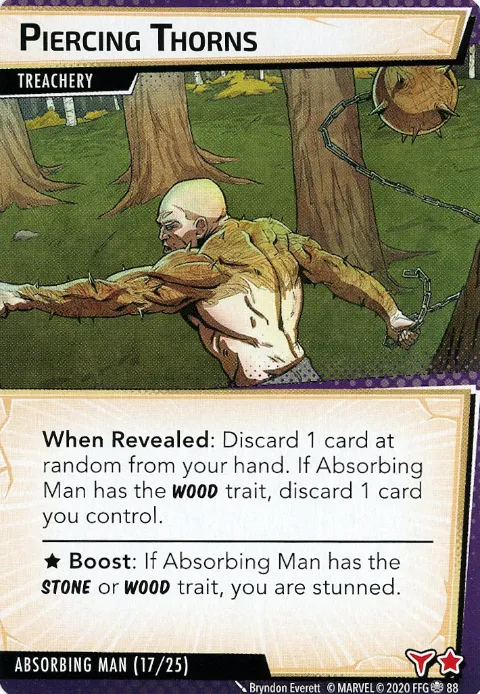 PIERCING THORNS
TREACHERY
When Revealed: Discard 1 card at
random from your hand. If Absorbing
Man has the WOOD trait, discard 1 card
you control.
★ Boost: If Absorbing Man has the
STONE or WOOD trait, you are stunned.
ABSORBING MAN (17/25)
Bryndon Everett © MARVEL © 2020 FFG 88